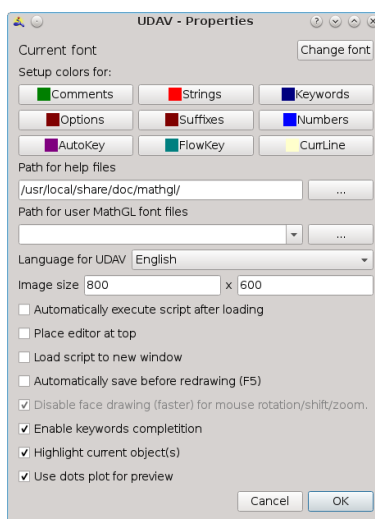 UDAV - Properties
Current font
Change font
Setup colors for:
Comments Strings Keywords
Options Suffixes Numbers
AutoKey FlowKey CurrLine
Path for help files
/usr/local/share/doc/mathgl/ ...
Path for user MathGL font files
...
Language for UDAV English
Image size 800 x 600
Automatically execute script after loading
Place editor at top
Load script to new window
Automatically save before redrawing (F5)
Disable face drawing (faster) for mouse rotation/shift/zoom.
Enable keywords completition
Highlight current object(s)
Use dots plot for preview
Cancel OK